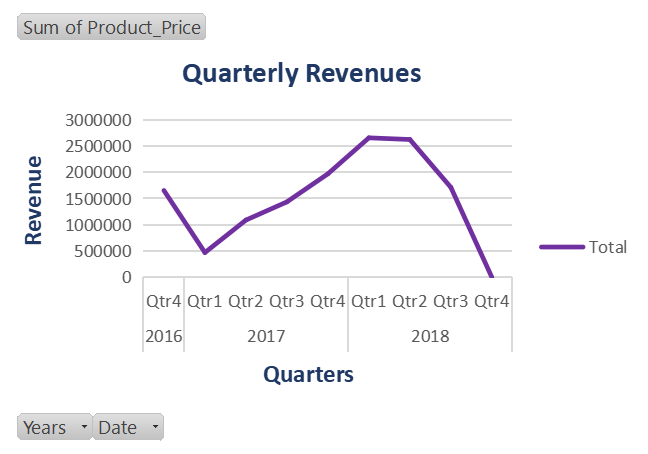 Sum of Product_Price
Quarterly Revenues
Revenue
3000000
2500000
2000000
1500000
1000000
500000
0
Total
Qtr4 Qtr1 Qtr2 Qtr3 Qtr4 Qtr1 Qtr2 Qtr3 Qtr4
2016 2017 2018
Quarters
Years Date